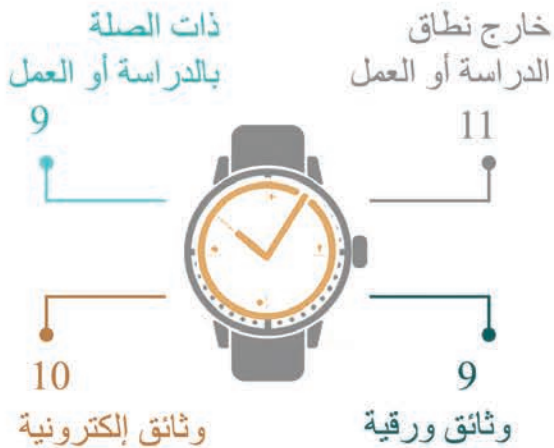 خارج نطاق
الدراسة أو العمل
11
ذات الصلة
بالدراسة أو العمل
9
9
وثائق ورقية
10
وثائق إلكترونية